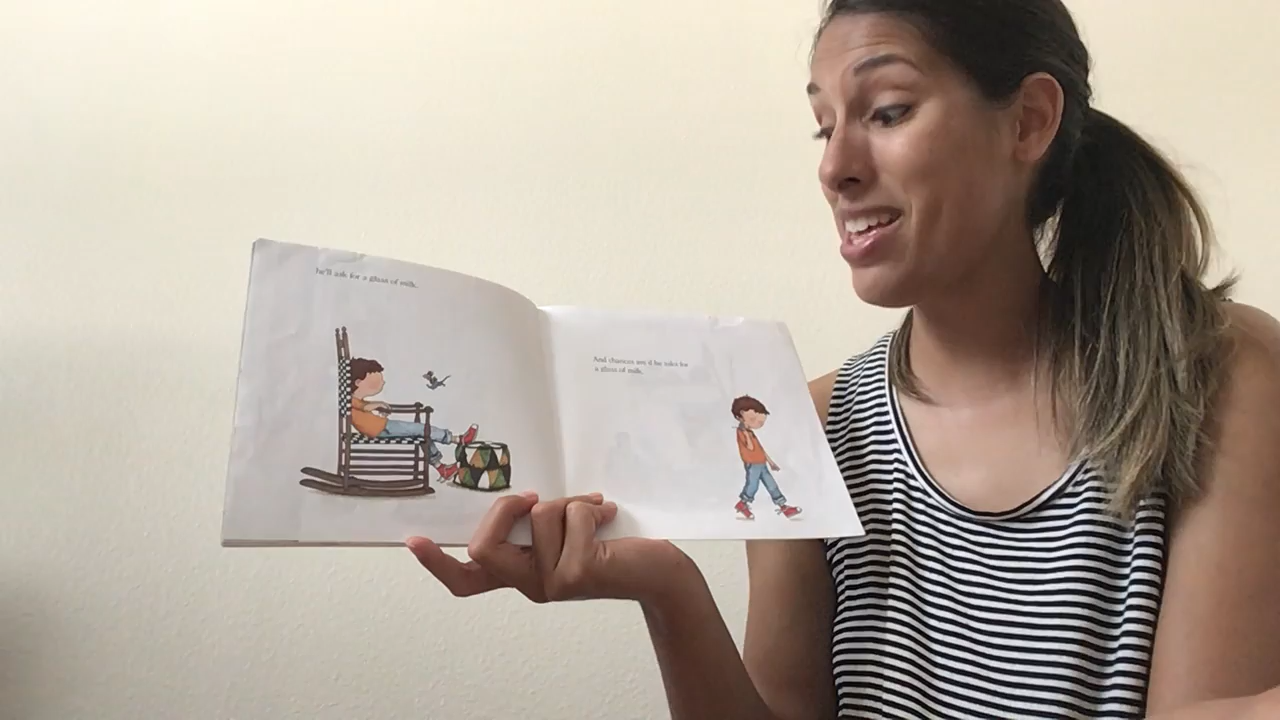 he'll ask for a glass of milk.
And chances are if he asks for
a glass of milk,